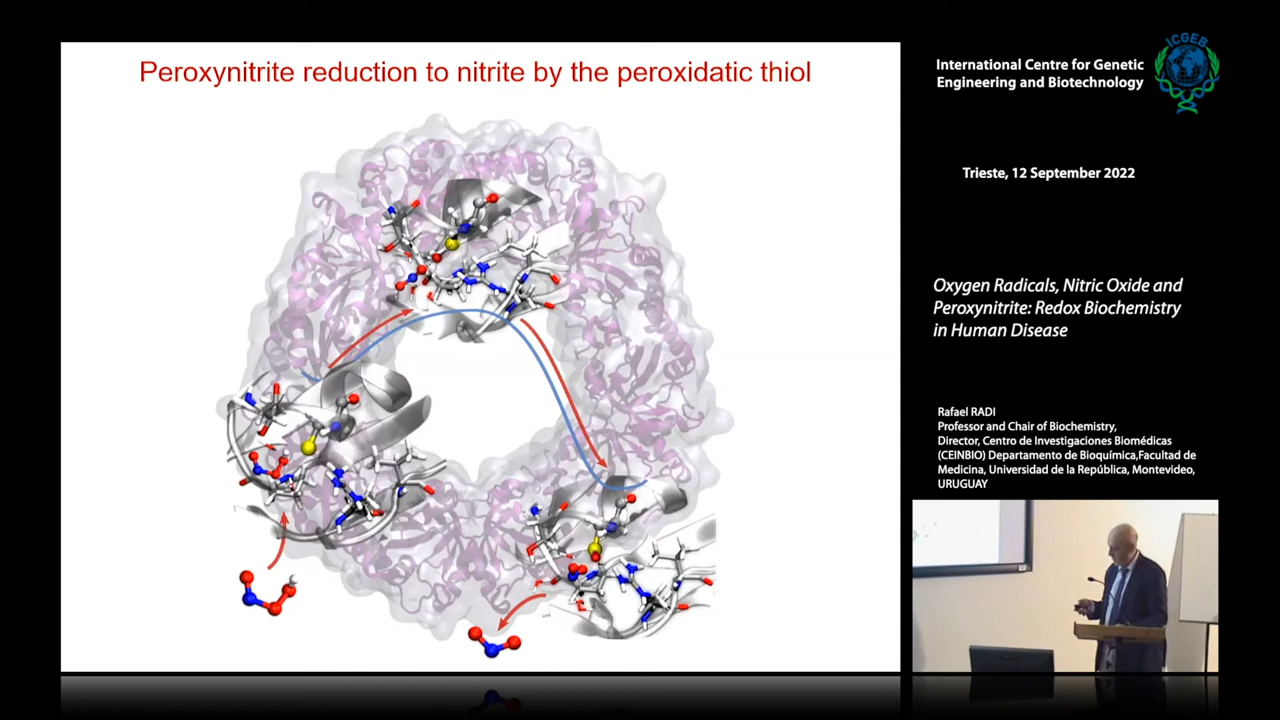 Peroxynitrite reduction to nitrite by the peroxidatic thiol
International Centre for Genetic
Engineering and Biotechnology
ICGEB
Trieste, 12 September 2022
Oxygen Radicals, Nitric Oxide and
Peroxynitrite: Redox Biochemistry
in Human Disease
Rafael RADI
Professor and Chair of Biochemistry,
Director, Centro de Investigaciones Biomédicas
(CEINBIO) Departamento de Bioquímica,Facultad de
Medicina, Universidad de la República, Montevideo,
URUGUAY